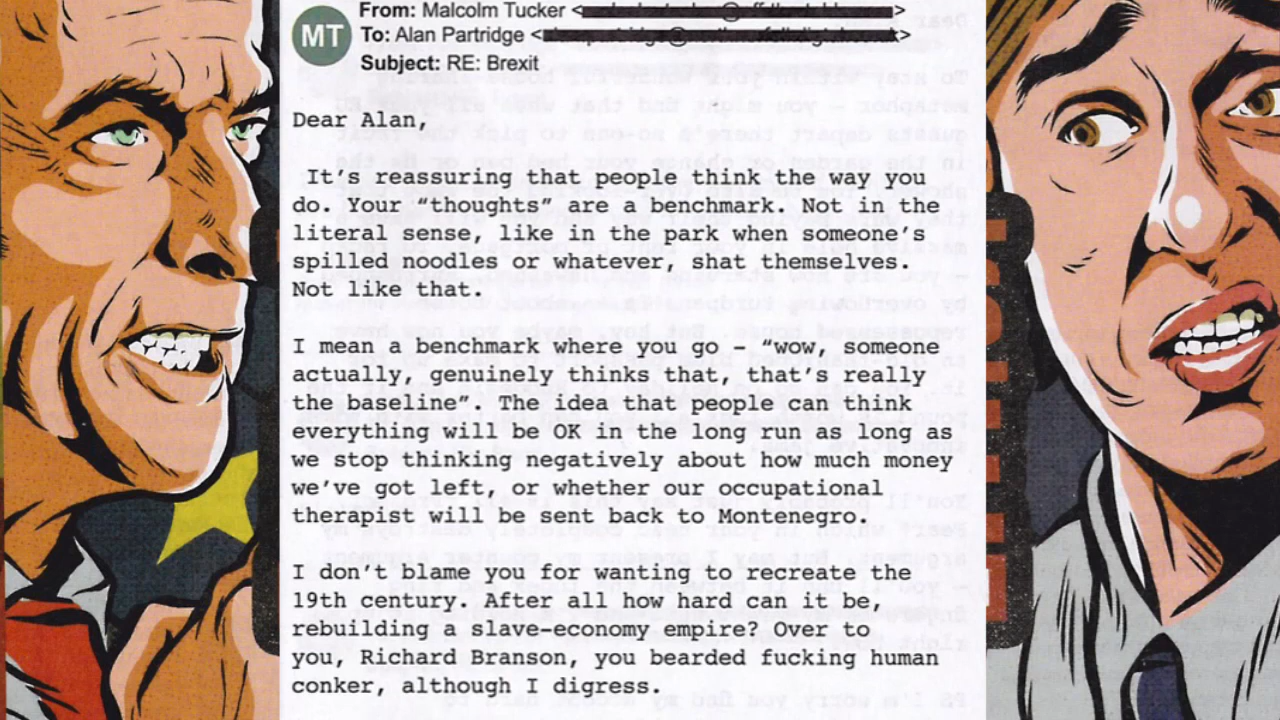 MT
From: Malcolm Tucker <
To: Alan Partridge <
Subject: RE: Brexit
Dear Alan,
It’s reassuring that people think the way you
do. Your “thoughts” are a benchmark. Not in the
literal sense, like in the park when someone’s
spilled noodles or whatever, shat themselves.
Not like that.
I mean a benchmark where you go – “wow, someone
actually, genuinely thinks that, that’s really
the baseline”. The idea that people can think
everything will be OK in the long run as long as
we stop thinking negatively about how much money
we’ve got left, or whether our occupational
therapist will be sent back to Montenegro.
I don’t blame you for wanting to recreate the
19th century. After all how hard can it be,
rebuilding a slave-economy empire? Over to
you, Richard Branson, you bearded fucking human
conker, although I digress.